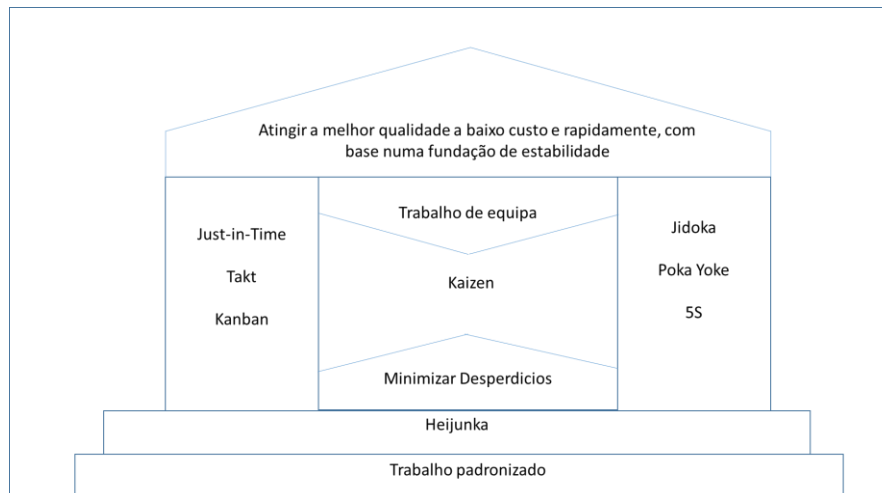 Atingir a melhor qualidade a baixo custo e rapidamente, com
base numa fundação de estabilidade
Just-in-Time
Takt
Kanban
Trabalho de equipa
Kaizen
Minimizar Desperdicios
Jidoka
Poka Yoke
5S
Heijunka
Trabalho padronizado